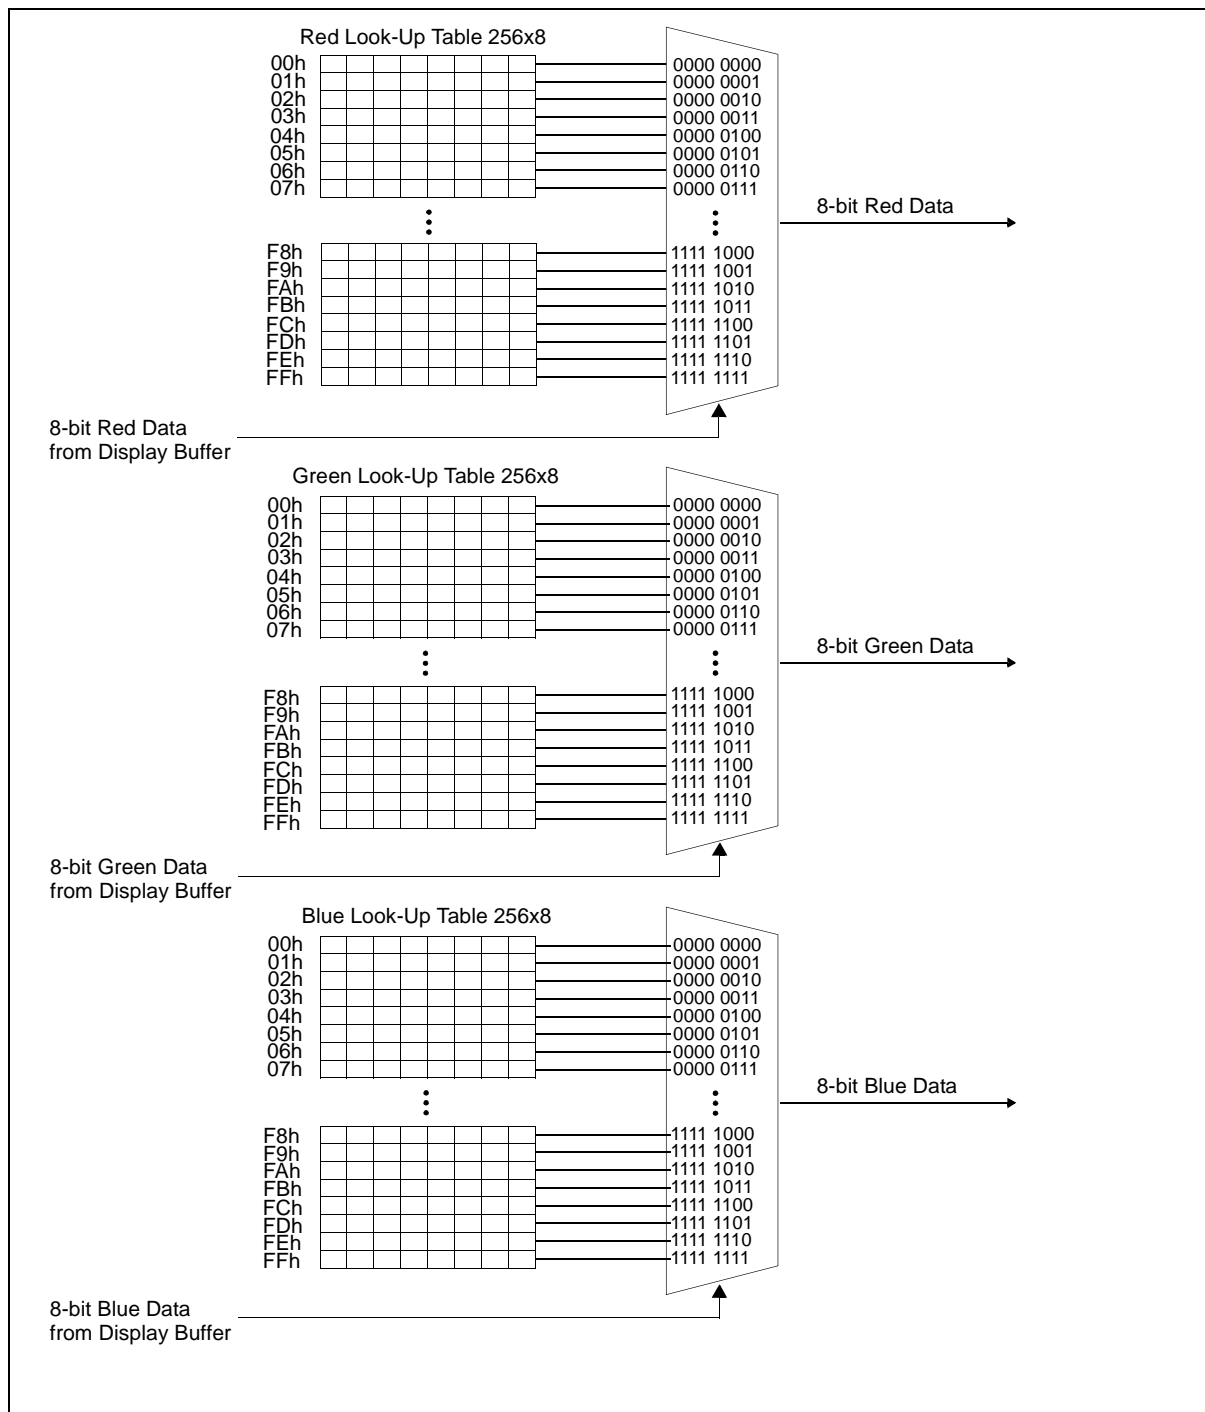 Red Look-Up Table 256x8
00h 0000 0000
01h 0000 0001
02h 0000 0010
03h 0000 0011
04h 0000 0100
05h 0000 0101
06h 0000 0110
07h 0000 0111
8-bit Red Data
F8h 1111 1000
F9h 1111 1001
FAh 1111 1010
FBh 1111 1011
FCh 1111 1100
FDh 1111 1101
FEh 1111 1110
FFh 1111 1111
8-bit Red Data
from Display Buffer
Green Look-Up Table 256x8
00h 0000 0000
01h 0000 0001
02h 0000 0010
03h 0000 0011
04h 0000 0100
05h 0000 0101
06h 0000 0110
07h 0000 0111
8-bit Green Data
F8h 1111 1000
F9h 1111 1001
FAh 1111 1010
FBh 1111 1011
FCh 1111 1100
FDh 1111 1101
FEh 1111 1110
FFh 1111 1111
8-bit Green Data
from Display Buffer
Blue Look-Up Table 256x8
00h 0000 0000
01h 0000 0001
02h 0000 0010
03h 0000 0011
04h 0000 0100
05h 0000 0101
06h 0000 0110
07h 0000 0111
8-bit Blue Data
F8h 1111 1000
F9h 1111 1001
FAh 1111 1010
FBh 1111 1011
FCh 1111 1100
FDh 1111 1101
FEh 1111 1110
FFh 1111 1111
8-bit Blue Data
from Display Buffer